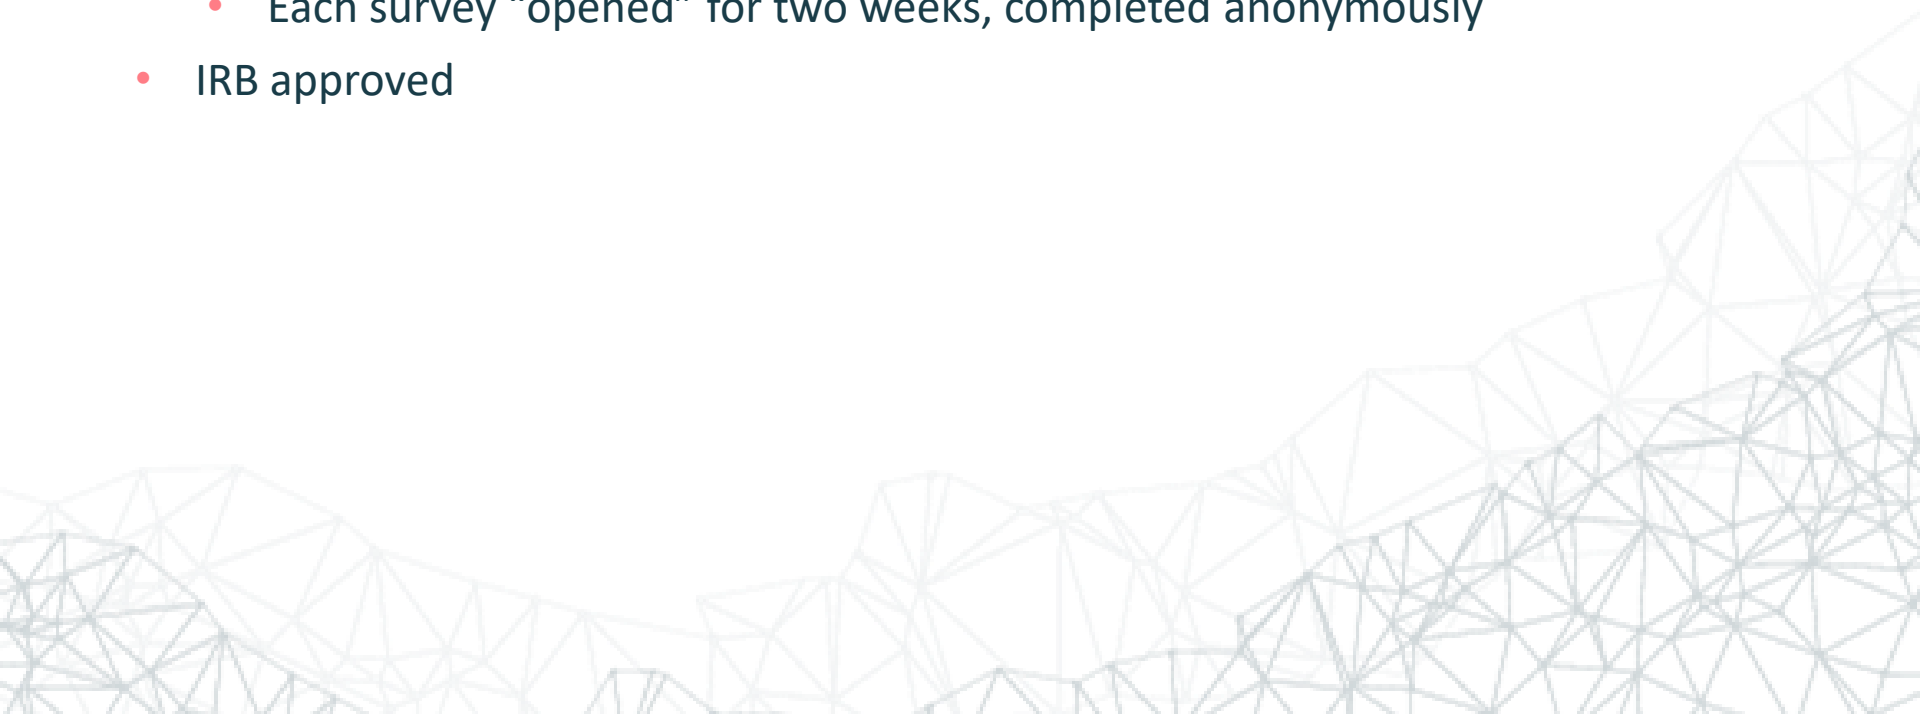 • Each survey "opened" for two weeks, completed anonymously
• IRB approved